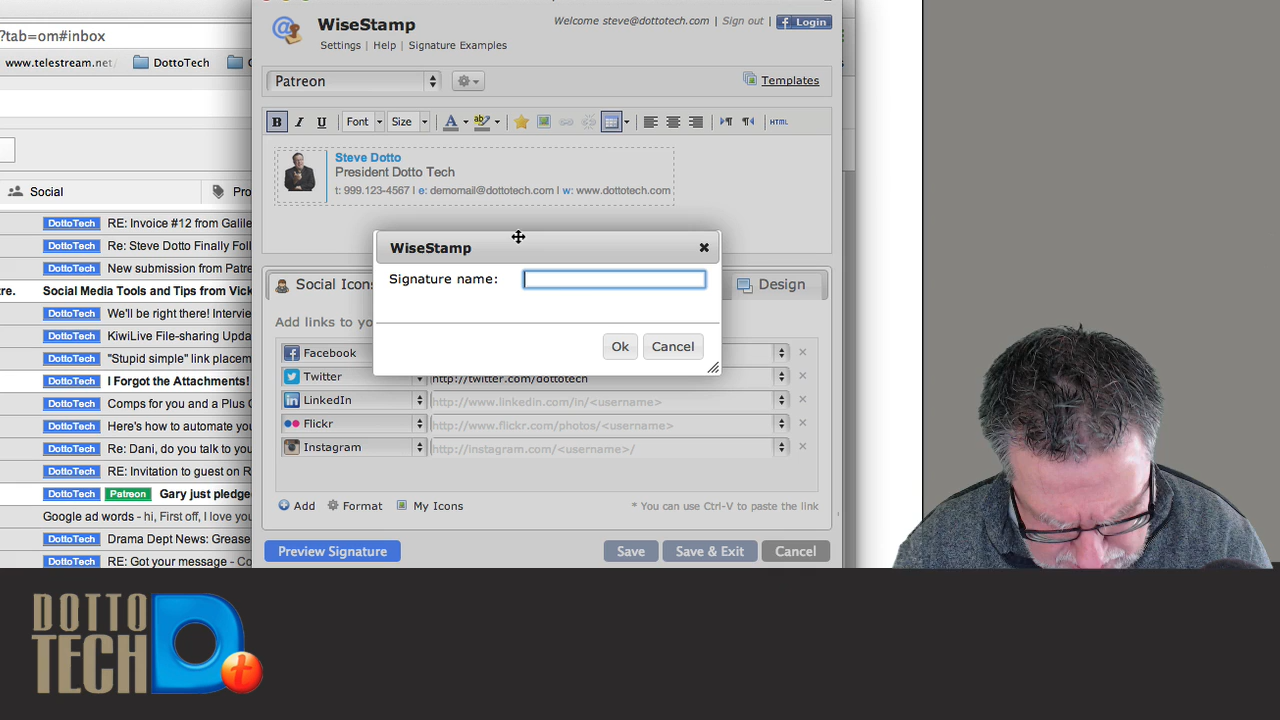 ?tab=om#inbox
www.telestream.net/
DottoTech
Social
DottoTech RE: Invoice #12 from Galile
DottoTech Re: Steve Dotto Finally Foll
DottoTech New submission from Patre
re. Social Media Tools and Tips from Vick
DottoTech We'll be right there! Intervie
DottoTech KiwiLive File-sharing Upda
DottoTech "Stupid simple" link placem
DottoTech I Forgot the Attachments!
DottoTech Comps for you and a Plus
DottoTech Here's how to automate you
DottoTech Re: Dani, do you talk to you
DottoTech RE: Invitation to guest on R
DottoTech Patreon Gary just pledge
Google ad words - hi, First off, I love you
DottoTech Drama Dept News: Grease
DottoTech RE: Got your message - Co
WiseStamp
Welcome steve@dottotech.com | Sign out | f Login
Settings | Help | Signature Examples
Patreon
Templates
B I U Font Size A ab HTML
Steve Dotto
President Dotto Tech
t: 999.123-4567 | e: demomail@dottotech.com | w: www.dottotech.com
WiseStamp
Signature name:
Ok Cancel
Social Icons
Design
Add links to yo
Facebook
Twitter http://twitter.com/dottotech
LinkedIn http://www.linkedin.com/in/<username>
Flickr http://www.flickr.com/photos/<username>
Instagram http://instagram.com/<username>/
Add Format My Icons * You can use Ctrl-V to paste the link
Preview Signature Save Save & Exit Cancel
DOTTO
TECH
D
t